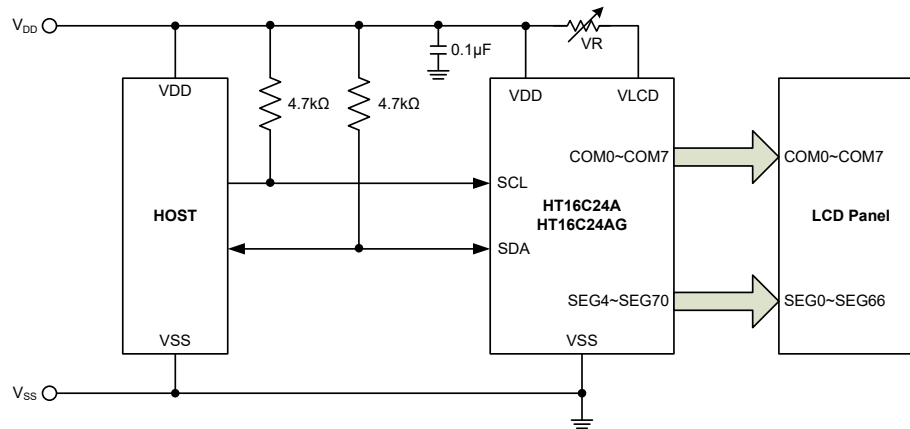 VDD
VR
0.1µF
VDD
4.7kΩ
4.7kΩ
VDD
VLCD
COM0~COM7
COM0~COM7
SCL
HOST
HT16C24A
HT16C24AG
LCD Panel
SDA
SEG4~SEG70
SEG0~SEG66
VSS
VSS
VSS